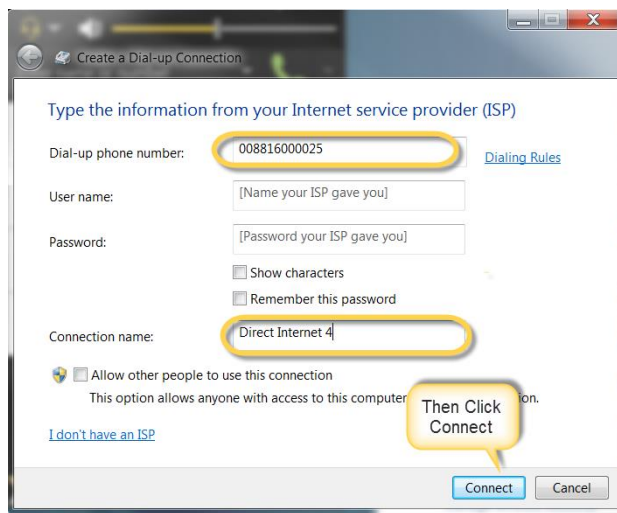 Create a Dial-up Connection
Type the information from your Internet service provider (ISP)
Dial-up phone number: 008816000025 Dialing Rules
User name: [Name your ISP gave you]
Password: [Password your ISP gave you]
Show characters
Remember this password
Connection name: Direct Internet 4
Allow other people to use this connection
This option allows anyone with access to this computer on.
Then Click
Connect
I don't have an ISP
Connect Cancel